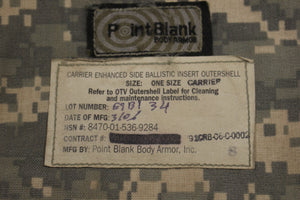 Point Blank
BODY ARMOR
CARRIER ENHANCED SIDE BALLISTIC INSERT OUTERSHELL
SIZE: ONE SIZE CARRIER
Refer to OTV Outershell Label for Cleaning
and maintenance instructions.
LOT NUMBER:
DATE OF MFG:
NSN #: 8470-01-536-9284
CONTRACT #:
MFG BY: Point Blank Body Armor, Inc.